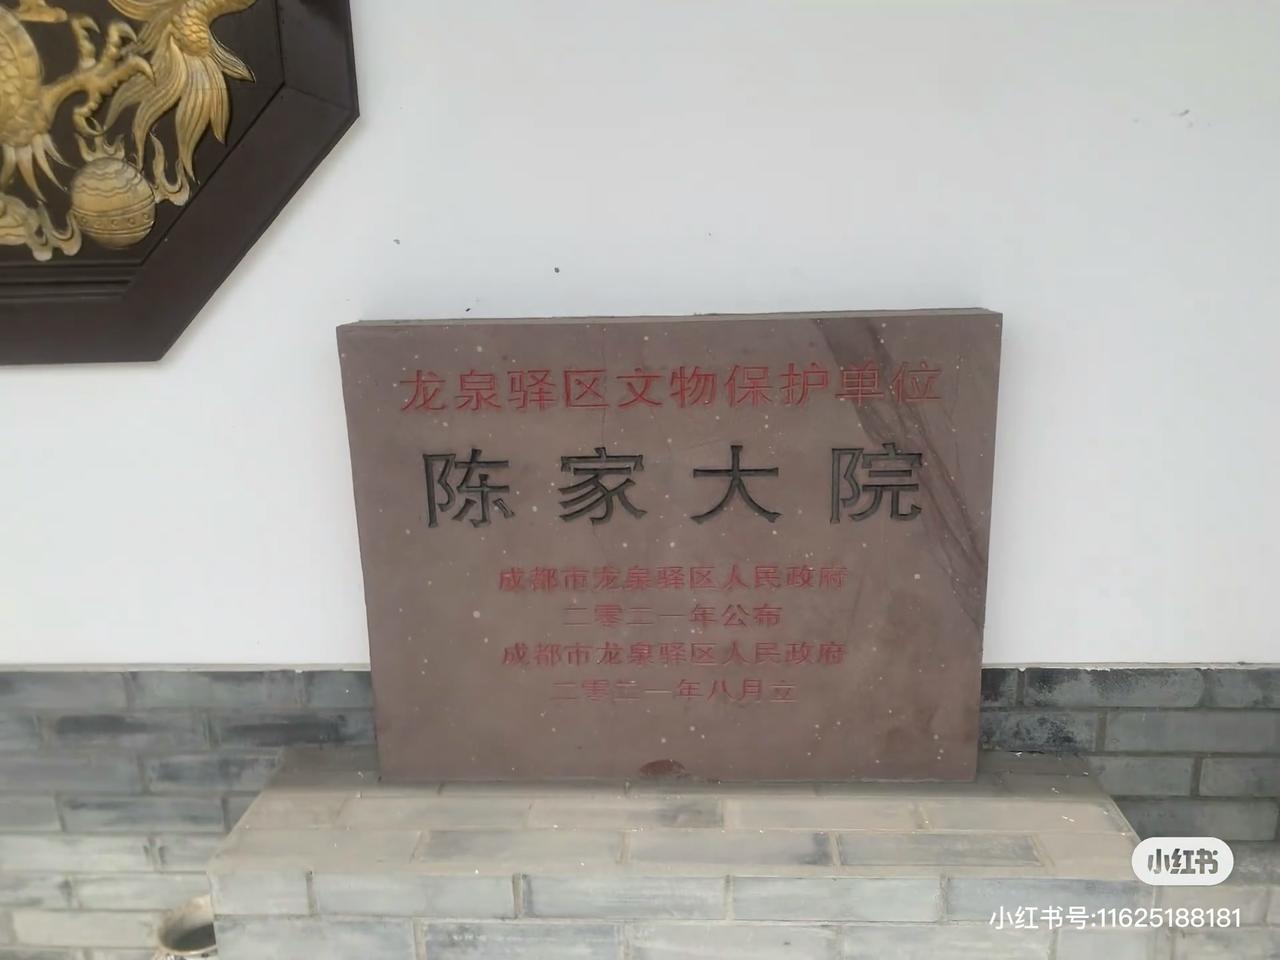 龙泉驿区文物保护单位
陈家大院
成都市龙泉驿区人民政府
二零二一年公布
成都市龙泉驿区人民政府
二零二一年八月立
小红书
小红书号:11625188181